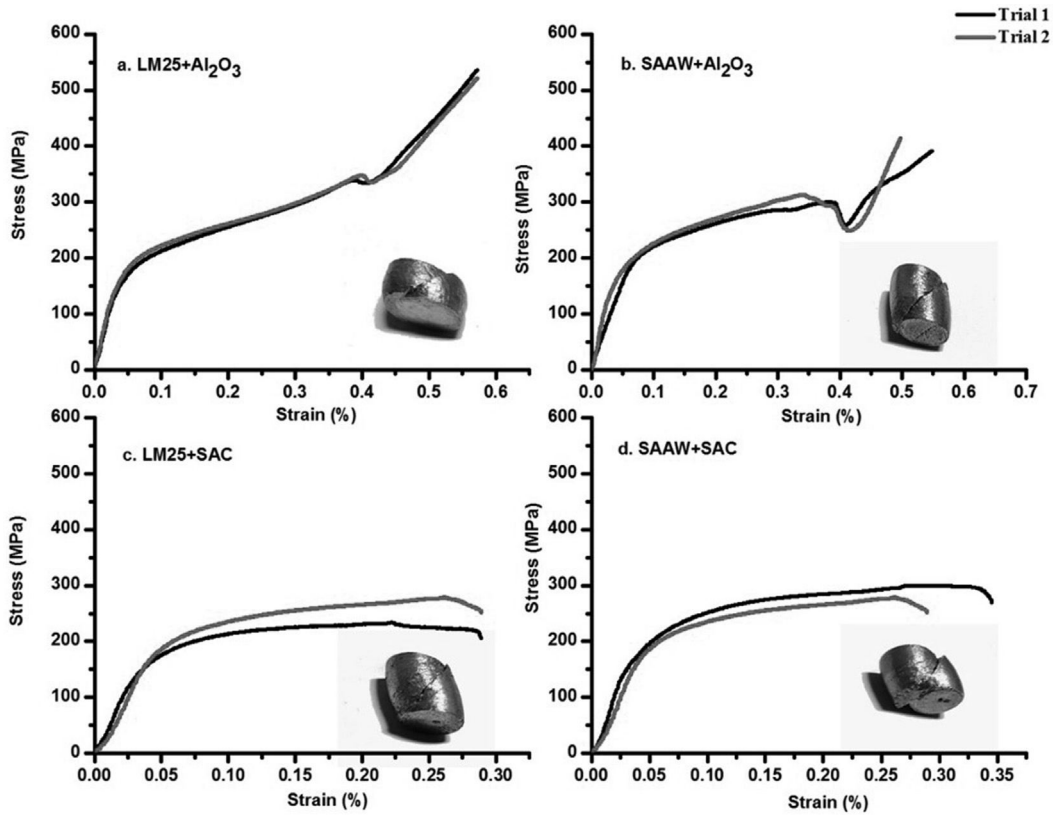 Trial 1
Trial 2
a. LM25+Al₂O₃
600
500
400
300
200
100
0
Stress (MPa)
0.0 0.1 0.2 0.3 0.4 0.5 0.6
Strain (%)
b. SAAW+Al₂O₃
600
500
400
300
200
100
0
Stress (MPa)
0.0 0.1 0.2 0.3 0.4 0.5 0.6 0.7
Strain (%)
c. LM25+SAC
600
500
400
300
200
100
0
Stress (MPa)
0.00 0.05 0.10 0.15 0.20 0.25 0.30
Strain (%)
d. SAAW+SAC
600
500
400
300
200
100
0
Stress (MPa)
0.00 0.05 0.10 0.15 0.20 0.25 0.30 0.35
Strain (%)